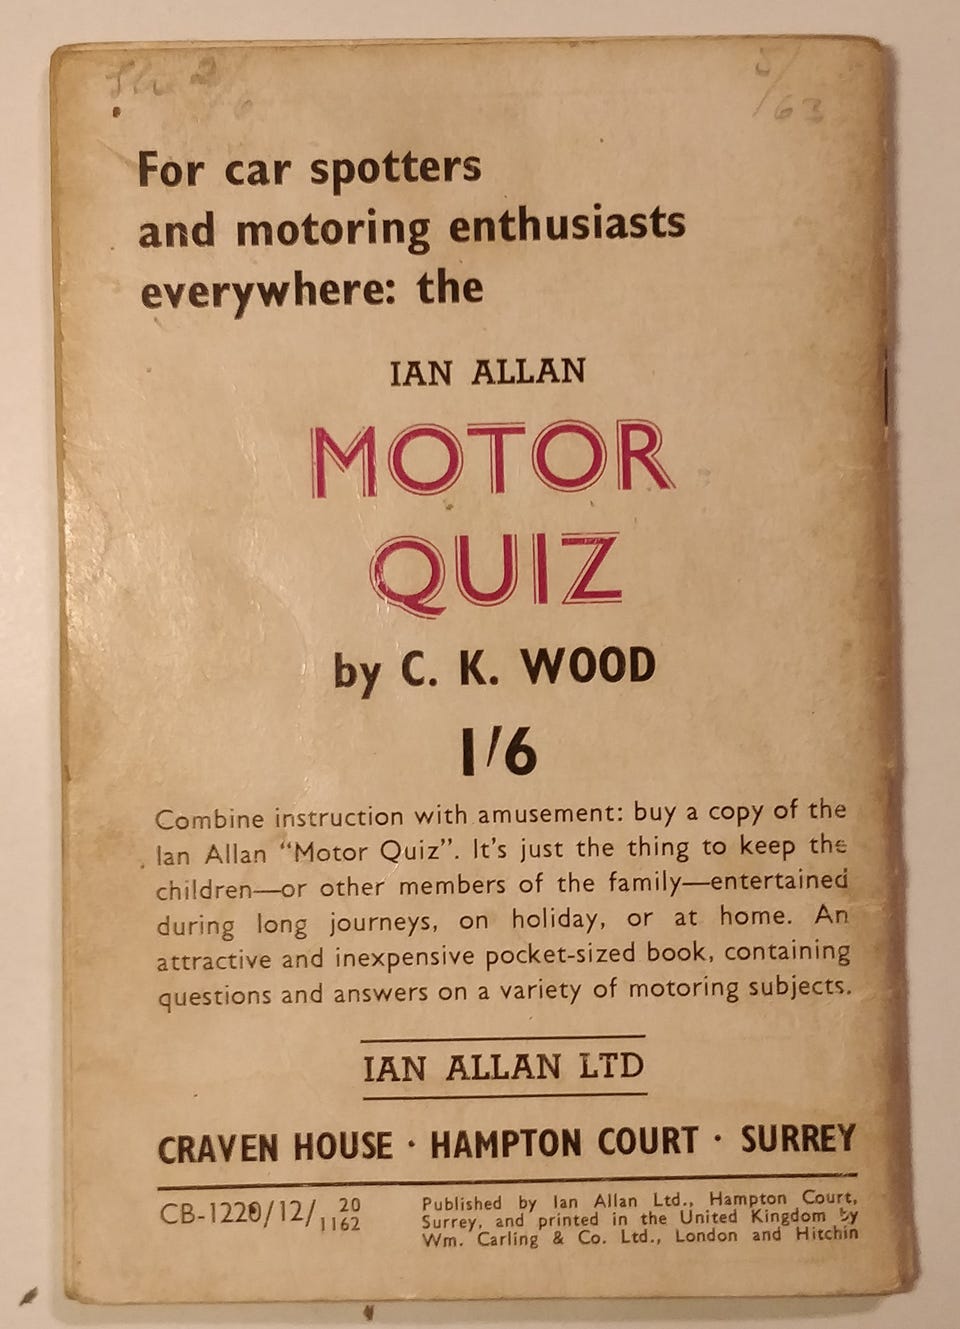 5/
63
For car spotters
and motoring enthusiasts
everywhere: the
IAN ALLAN
MOTOR
QUIZ
by C. K. WOOD
1/6
Combine instruction with amusement: buy a copy of the
Ian Allan “Motor Quiz”. It’s just the thing to keep the
children—or other members of the family—entertained
during long journeys, on holiday, or at home. An
attractive and inexpensive pocket-sized book, containing
questions and answers on a variety of motoring subjects.
IAN ALLAN LTD
CRAVEN HOUSE · HAMPTON COURT · SURREY
CB-1220/12/ 20
1162
Published by Ian Allan Ltd., Hampton Court,
Surrey, and printed in the United Kingdom by
Wm. Carling & Co. Ltd., London and Hitchin